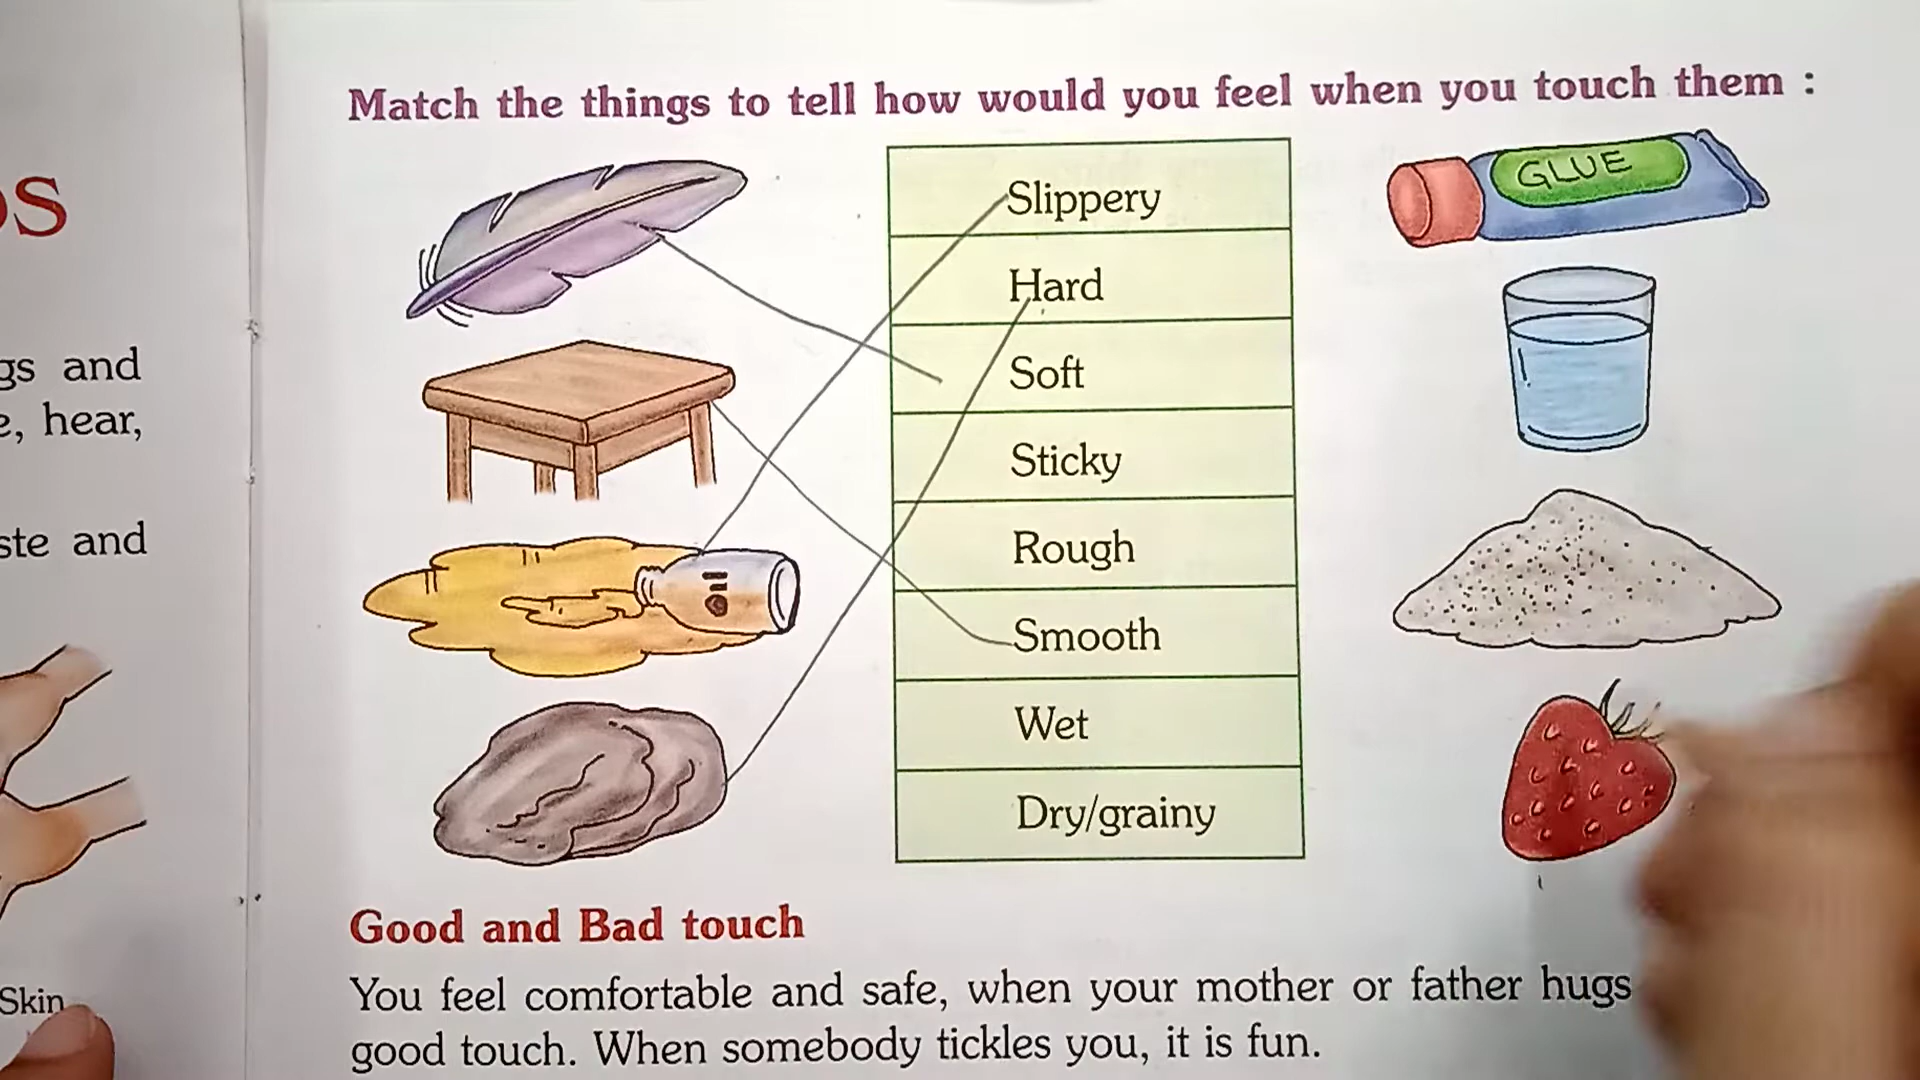 Match the things to tell how would you feel when you touch them :
GLUE
Slippery
Hard
Soft
Sticky
Rough
Smooth
Wet
Dry/grainy
oil
gs and
e, hear,
ste and
Skin
Good and Bad touch
You feel comfortable and safe, when your mother or father hugs
good touch. When somebody tickles you, it is fun.